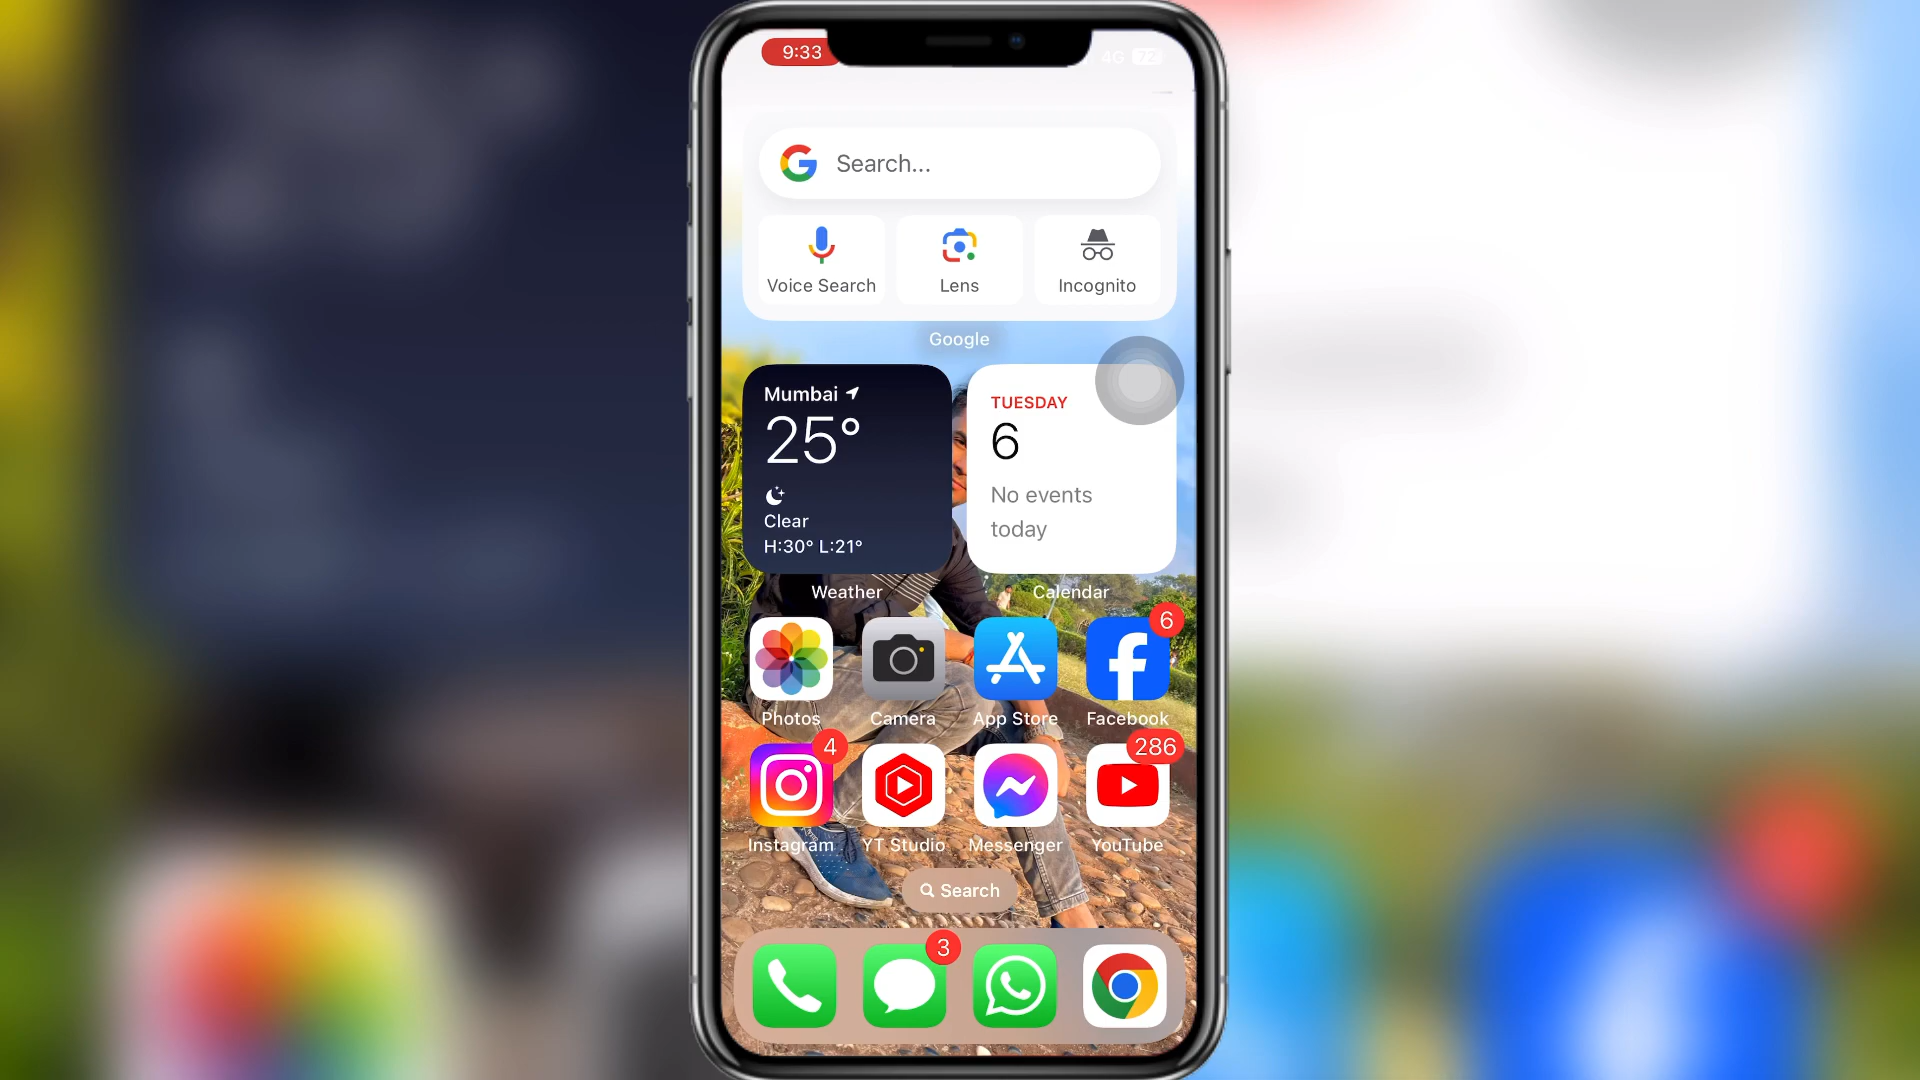 9:33
4G 72
Search...
Voice Search
Lens
Incognito
Google
Mumbai
25°
Clear
H:30° L:21°
Weather
TUESDAY
6
No events
today
Calendar
Photos
Camera
App Store
6
Facebook
4
Instagram
YT Studio
Messenger
286
YouTube
Search
3